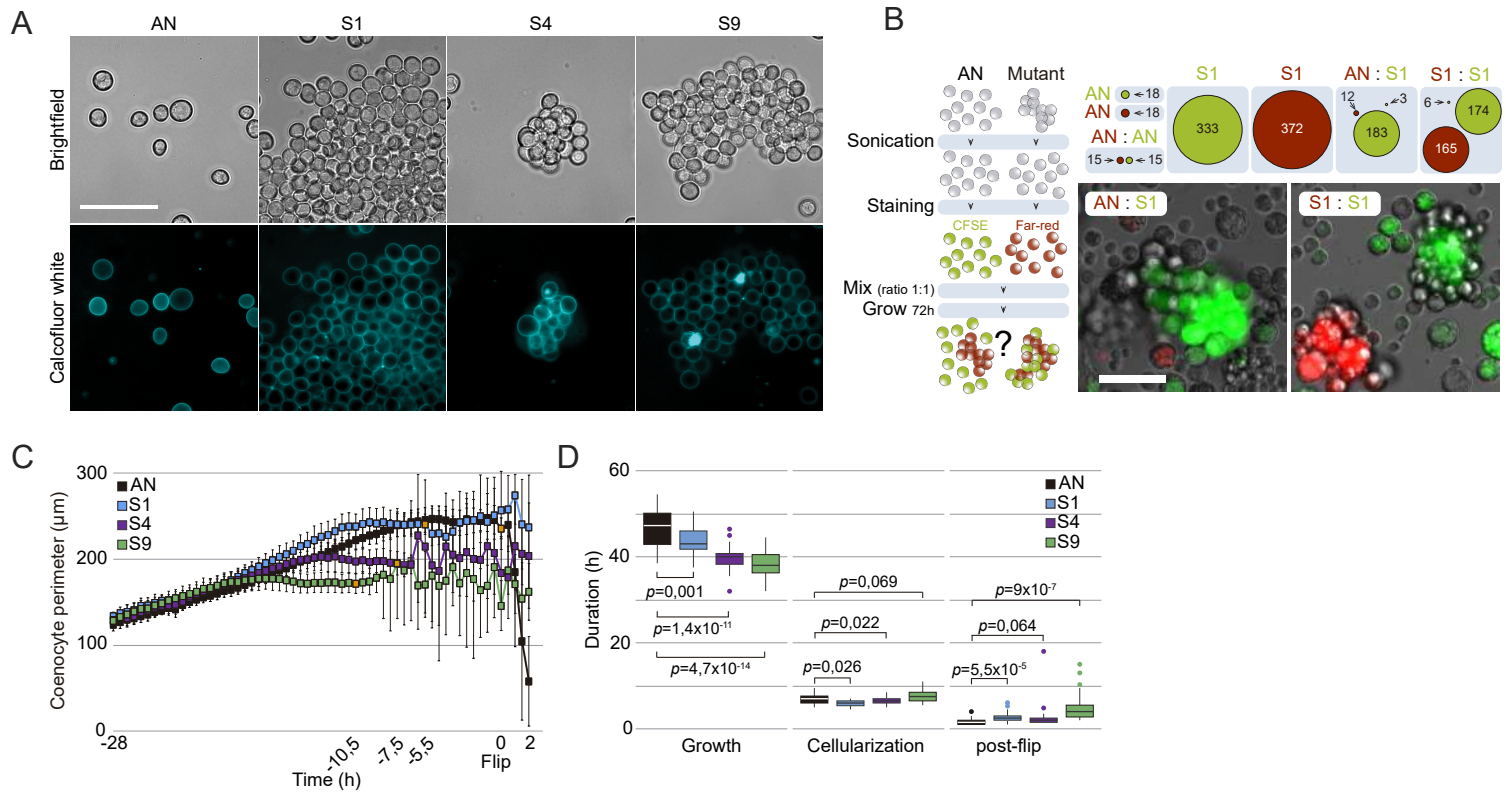 A
AN
S1
S4
S9
Brightfield
Calcofluor white
B
AN
Mutant
Sonication
Staining
CFSE
Far-red
Mix (ratio 1:1)
Grow 72h
?
S1
S1
AN : S1
S1 : S1
AN
18
AN
18
AN : AN
15
15
333
372
12
3
183
6
174
165
AN : S1
S1 : S1
C
Coenocyte perimeter (µm)
300
200
100
0
AN
S1
S4
S9
-28
-10,5
-7,5
-5,5
0
2
Flip
Time (h)
D
Duration (h)
60
40
20
0
AN
S1
S4
S9
p=0,001
p=1,4x10-11
p=4,7x10-14
p=0,069
p=0,022
p=0,026
p=9x10-7
p=0,064
p=5,5x10-5
Growth
Cellularization
post-flip